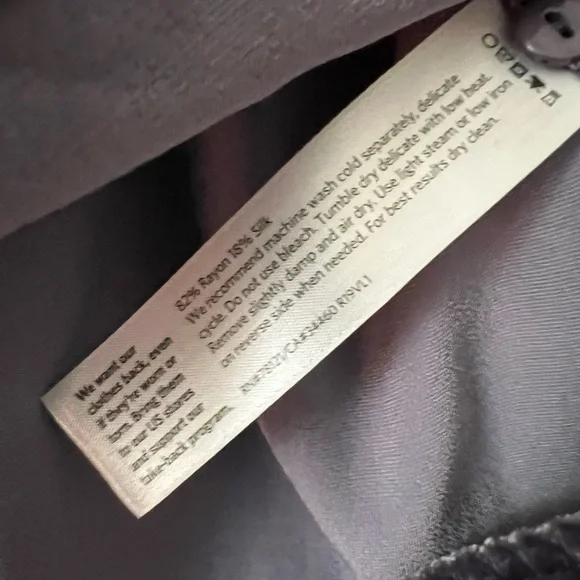 82% Rayon 18% Silk
We recommend machine wash cold separately, delicate
cycle. Do not use bleach. Tumble dry delicate with low heat.
Remove slightly damp and air dry. Use light steam or low iron
on reverse side when needed. For best results dry clean.
CA#34460 R19VL1
We want our
clothes back, even
if they're worn or
torn. Bring them
to our US stores
and support our
take-back program.